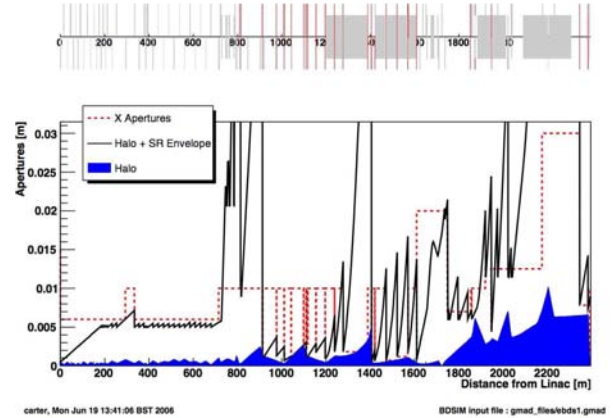 0 200 400 600 800 1000 1800
X Apertures
Halo + SR Envelope
Halo
Apertures [m]
0.03
0.025
0.02
0.015
0.01
0.005
0
0 200 400 600 800 1000 1200 1400 1600 1800 2000 2200
Distance from Linac [m]
carter, Mon Jun 19 13:41:06 BST 2006
BDSIM input file : gmad_files/ebds1.gmad